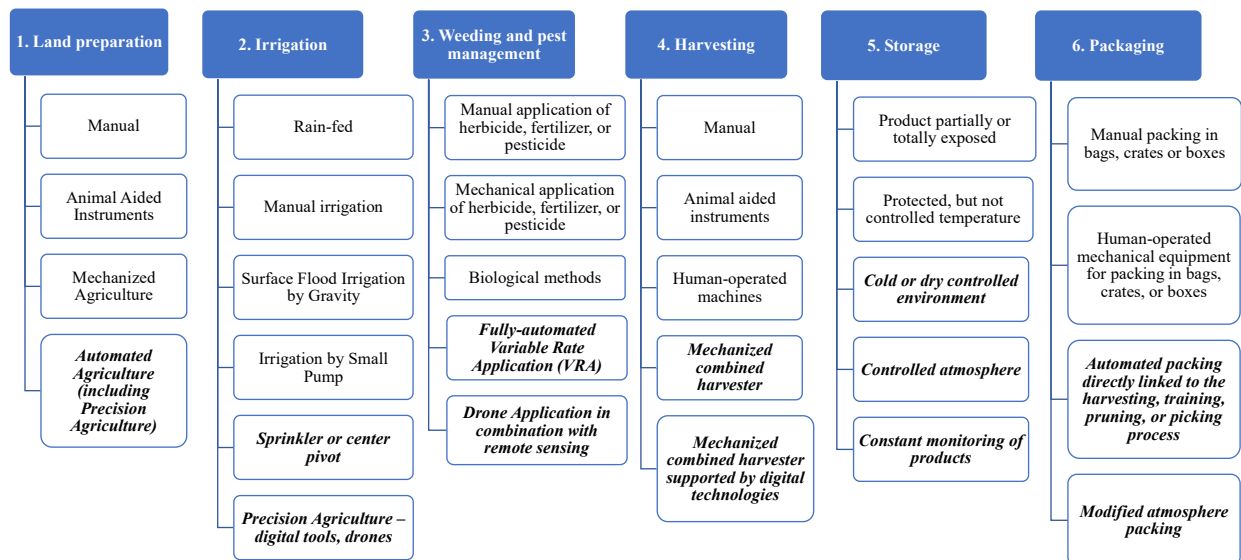 1. Land preparation
Manual
Animal Aided
Instruments
Mechanized
Agriculture
Automated
Agriculture
(including
Precision
Agriculture)
2. Irrigation
Rain-fed
Manual irrigation
Surface Flood Irrigation
by Gravity
Irrigation by Small
Pump
Sprinkler or center
pivot
Precision Agriculture –
digital tools, drones
3. Weeding and pest
management
Manual application of
herbicide, fertilizer, or
pesticide
Mechanical application
of herbicide, fertilizer, or
pesticide
Biological methods
Fully-automated
Variable Rate
Application (VRA)
Drone Application in
combination with
remote sensing
4. Harvesting
Manual
Animal aided
instruments
Human-operated
machines
Mechanized
combined
harvester
Mechanized
combined harvester
supported by digital
technologies
5. Storage
Product partially or
totally exposed
Protected, but not
controlled temperature
Cold or dry controlled
environment
Controlled atmosphere
Constant monitoring of
products
6. Packaging
Manual packing in
bags, crates or boxes
Human-operated
mechanical equipment
for packing in bags,
crates, or boxes
Automated packing
directly linked to the
harvesting, training,
pruning, or picking
process
Modified atmosphere
packing